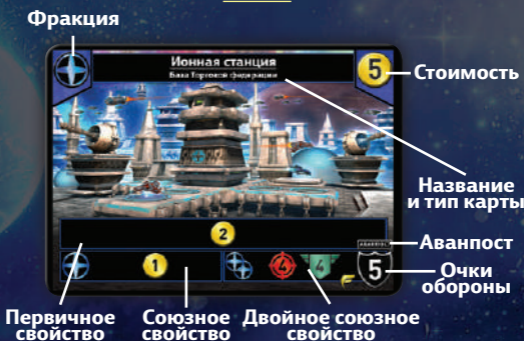 Фракция
Ионная станция
База Торговой федерации
5
Стоимость
Название
и тип карты
2
АВАНПОСТ
Аванпост
1
4
4
5
Очки
обороны
Первичное
свойство
Союзное
свойство
Двойное союзное
свойство